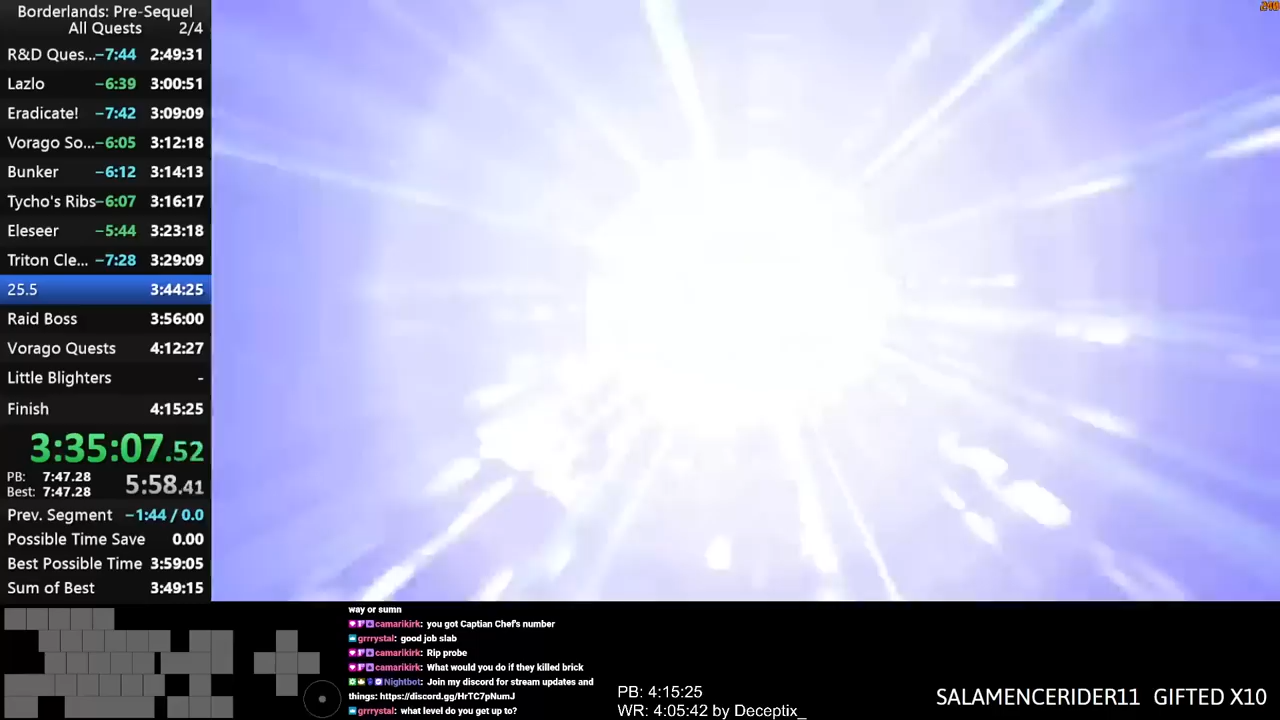 Borderlands: Pre-Sequel
All Quests 2/4
R&D Ques... -7:44 2:49:31
Lazlo -6:39 3:00:51
Eradicate! -7:42 3:09:09
Vorago So... -6:05 3:12:18
Bunker -6:12 3:14:13
Tycho's Ribs -6:07 3:16:17
Eleseer -5:44 3:23:18
Triton Cle... -7:28 3:29:09
25.5 3:44:25
Raid Boss 3:56:00
Vorago Quests 4:12:27
Little Blighters -
Finish 4:15:25
3:35:07.52
PB: 7:47.28
Best: 7:47.28
5:58.41
Prev. Segment -1:44 / 0.0
Possible Time Save 0.00
Best Possible Time 3:59:05
Sum of Best 3:49:15
way or sumn
camarikirk: you got Captian Chef's number
grrrystal: good job slab
camarikirk: Rip probe
camarikirk: What would you do if they killed brick
Nightbot: Join my discord for stream updates and
things: https://discord.gg/HrTC7pNumJ
grrrystal: what level do you get up to?
PB: 4:15:25
WR: 4:05:42 by Deceptix_
SALAMENCERIDER11 GIFTED X10